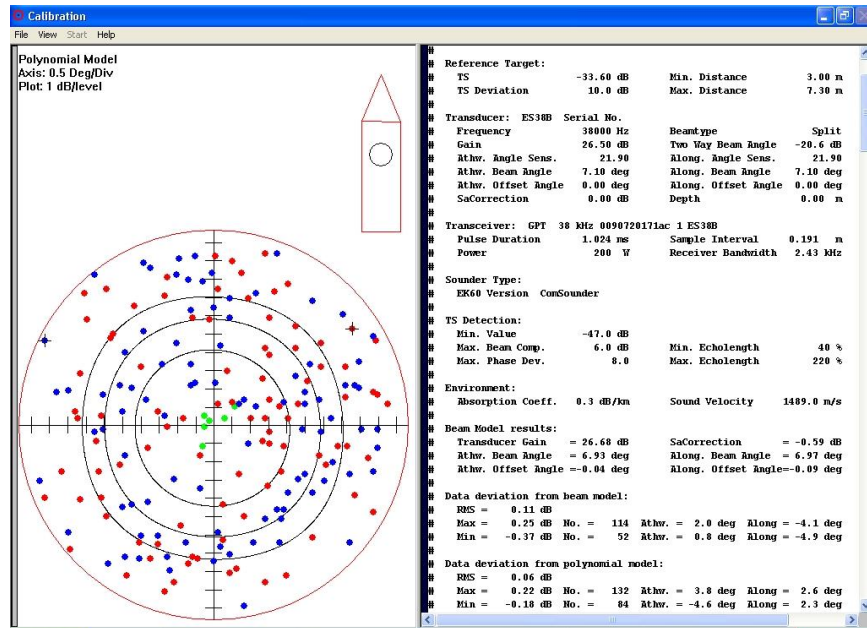 Calibration
File View Start Help
Polynomial Model
Axis: 0.5 Deg/Div
Plot: 1 dB/level
#
# Reference Target:
# TS -33.60 dB Min. Distance 3.00 m
# TS Deviation 10.0 dB Max. Distance 7.30 m
#
# Transducer: ES38B Serial No.
# Frequency 38000 Hz Beamtype Split
# Gain 26.50 dB Two Way Beam Angle -20.6 dB
# Athw. Angle Sens. 21.90 Along. Angle Sens. 21.90
# Athw. Beam Angle 7.10 deg Along. Beam Angle 7.10 deg
# Athw. Offset Angle 0.00 deg Along. Offset Angle 0.00 deg
# SaCorrection 0.00 dB Depth 0.00 m
#
# Transceiver: GPT 38 kHz 0090720171ac 1 ES38B
# Pulse Duration 1.024 ms Sample Interval 0.191 m
# Power 200 W Receiver Bandwidth 2.43 kHz
#
# Sounder Type:
# EK60 Version ComSounder
#
# TS Detection:
# Min. Value -47.0 dB
# Max. Beam Comp. 6.0 dB Min. Echolength 40 %
# Max. Phase Dev. 8.0 Max. Echolength 220 %
#
# Environment:
# Absorption Coeff. 0.3 dB/km Sound Velocity 1489.0 m/s
#
# Beam Model results:
# Transducer Gain = 26.68 dB SaCorrection = -0.59 dB
# Athw. Beam Angle = 6.93 deg Along. Beam Angle = 6.97 deg
# Athw. Offset Angle =-0.04 deg Along. Offset Angle=-0.09 deg
#
# Data deviation from beam model:
# RMS = 0.11 dB
# Max = 0.25 dB No. = 114 Athw. = 2.0 deg Along = -4.1 deg
# Min = -0.37 dB No. = 52 Athw. = 0.8 deg Along = -4.9 deg
#
# Data deviation from polynomial model:
# RMS = 0.06 dB
# Max = 0.22 dB No. = 132 Athw. = 3.8 deg Along = 2.6 deg
# Min = -0.18 dB No. = 84 Athw. = -4.6 deg Along = 2.3 deg